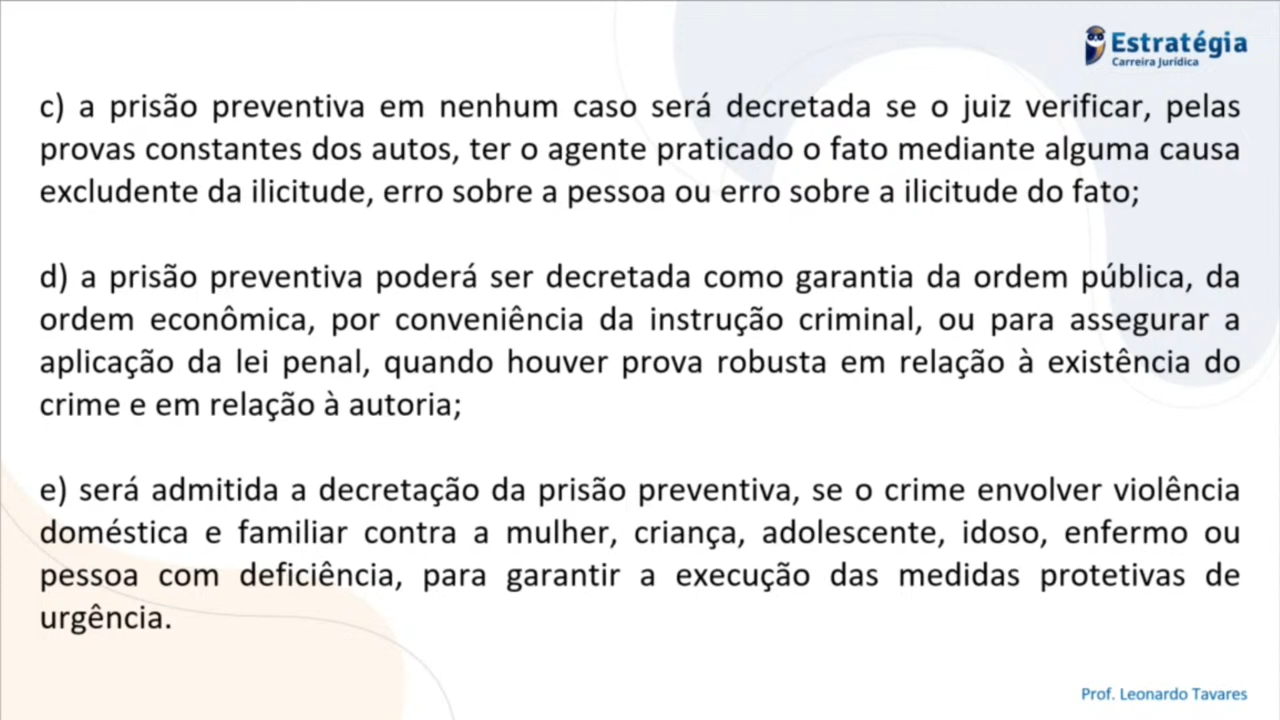 Estratégia
Carreira Jurídica
c) a prisão preventiva em nenhum caso será decretada se o juiz verificar, pelas
provas constantes dos autos, ter o agente praticado o fato mediante alguma causa
excludente da ilicitude, erro sobre a pessoa ou erro sobre a ilicitude do fato;
d) a prisão preventiva poderá ser decretada como garantia da ordem pública, da
ordem econômica, por conveniência da instrução criminal, ou para assegurar a
aplicação da lei penal, quando houver prova robusta em relação à existência do
crime e em relação à autoria;
e) será admitida a decretação da prisão preventiva, se o crime envolver violência
doméstica e familiar contra a mulher, criança, adolescente, idoso, enfermo ou
pessoa com deficiência, para garantir a execução das medidas protetivas de
urgência.
Prof. Leonardo Tavares